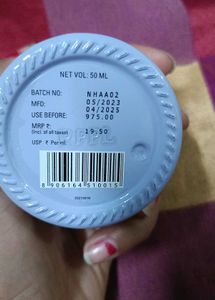 NET VOL: 50 ML
BATCH NO: NHAA02
MFD: 05/2023
USE BEFORE: 04/2025
MRP ₹: 975.00
(Incl. of all taxes)
USP: ₹ Per ml: 19.50
8 906164 510015